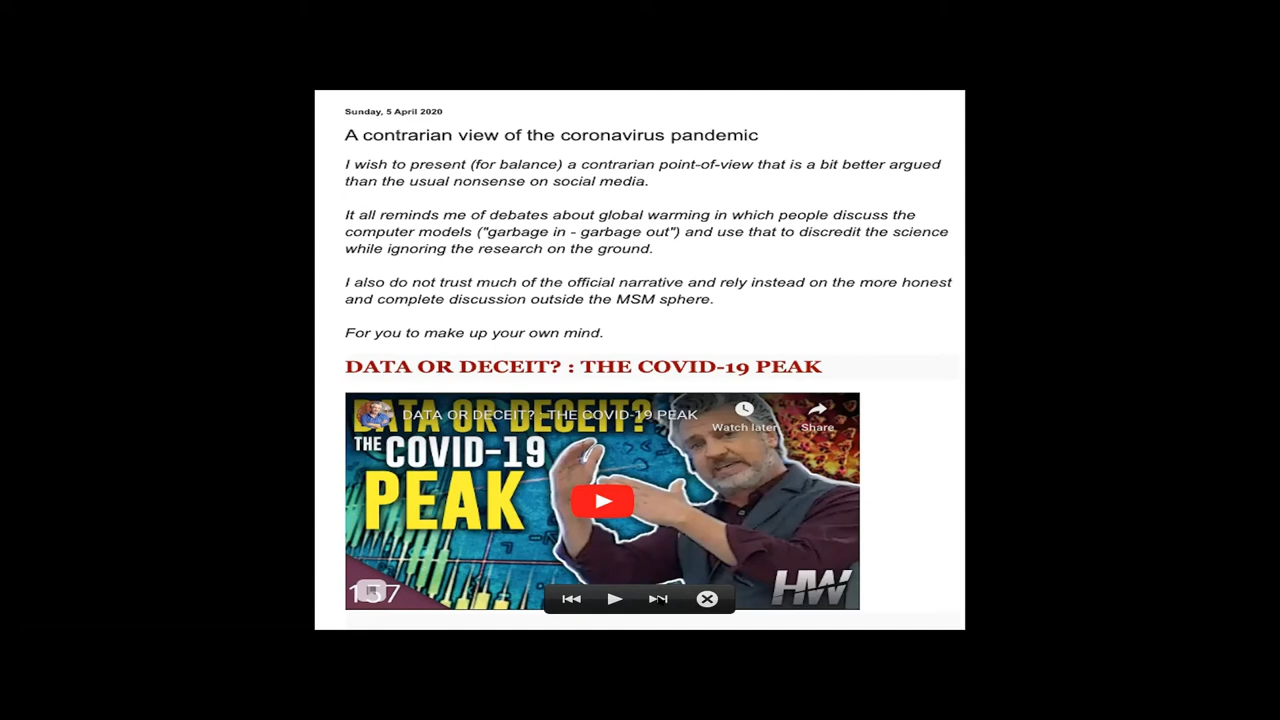 Sunday, 5 April 2020
A contrarian view of the coronavirus pandemic
I wish to present (for balance) a contrarian point-of-view that is a bit better argued
than the usual nonsense on social media.
It all reminds me of debates about global warming in which people discuss the
computer models ("garbage in - garbage out") and use that to discredit the science
while ignoring the research on the ground.
I also do not trust much of the official narrative and rely instead on the more honest
and complete discussion outside the MSM sphere.
For you to make up your own mind.
DATA OR DECEIT? : THE COVID-19 PEAK
DATA OR DECEIT? : THE COVID-19 PEAK
Watch later
Share
DATA OR DECEIT?
THE COVID-19
PEAK
HW
157